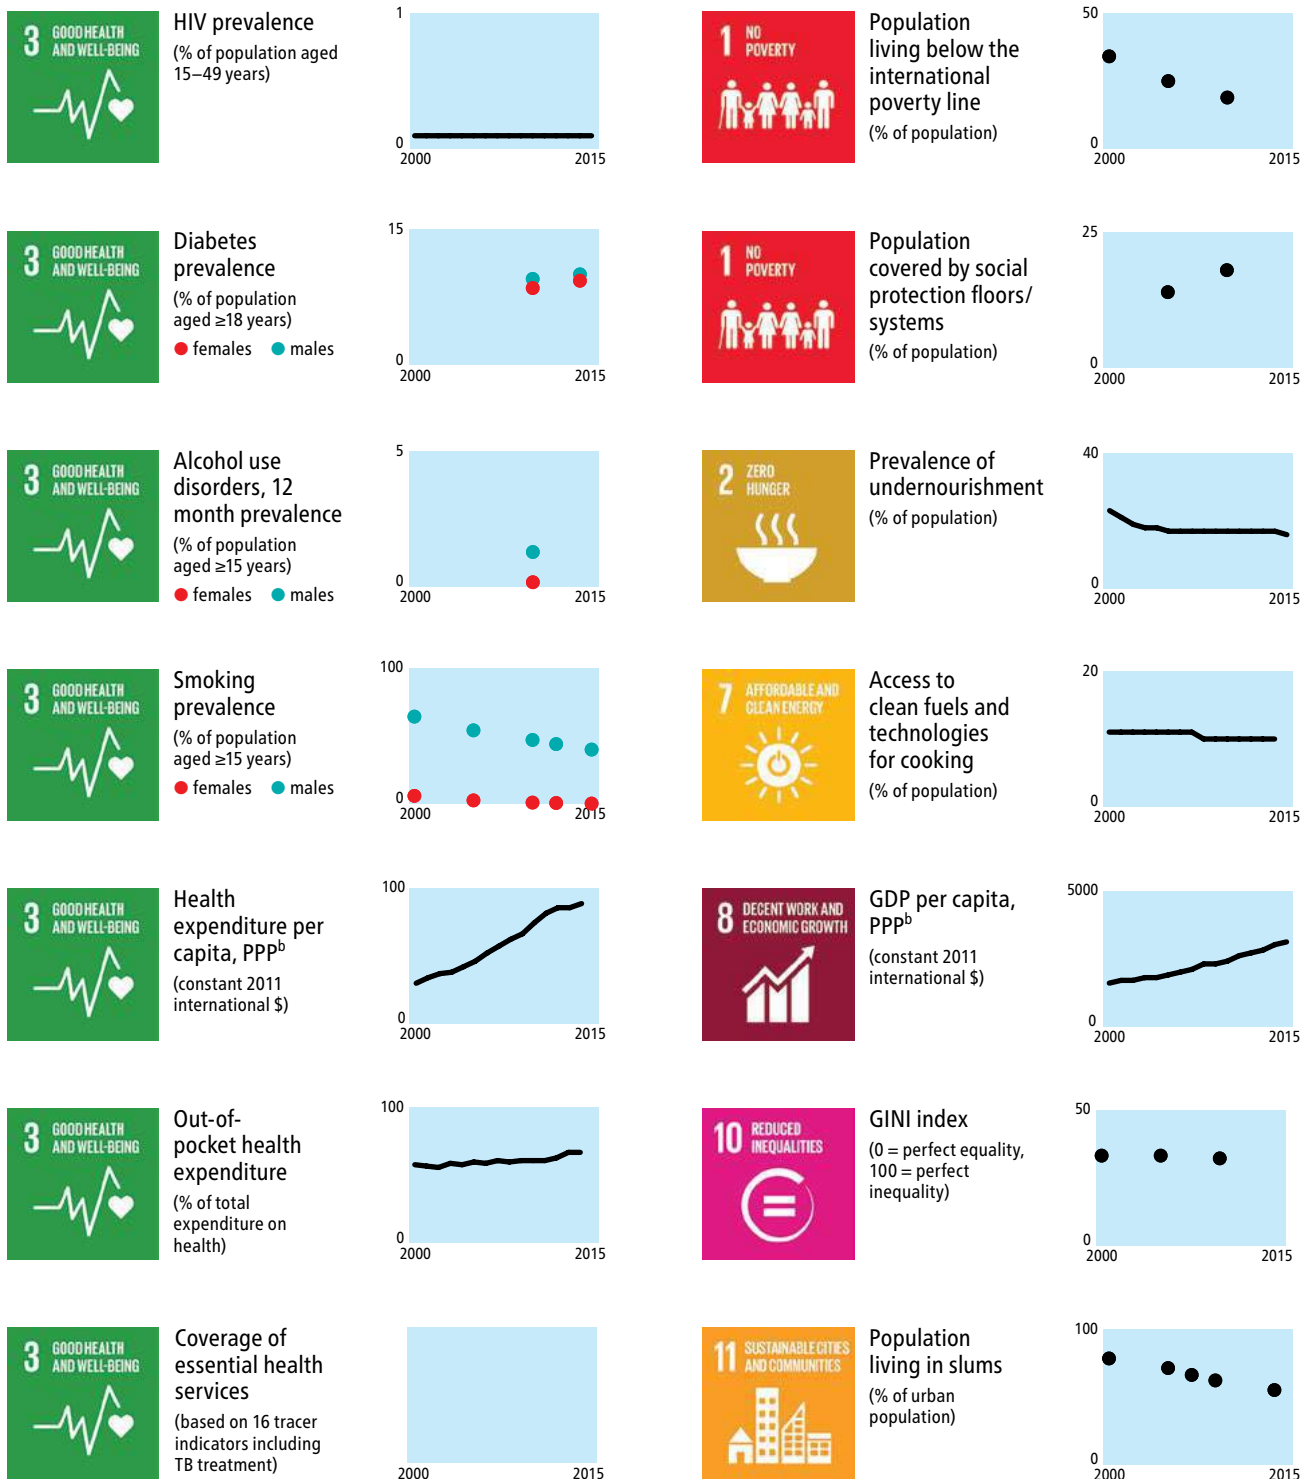 3 GOOD HEALTH
AND WELL-BEING
HIV prevalence
(% of population aged
15–49 years)
1
0
2000 2015
3 GOOD HEALTH
AND WELL-BEING
Diabetes
prevalence
(% of population
aged ≥18 years)
females males
15
0
2000 2015
3 GOOD HEALTH
AND WELL-BEING
Alcohol use
disorders, 12
month prevalence
(% of population
aged ≥15 years)
females males
5
0
2000 2015
3 GOOD HEALTH
AND WELL-BEING
Smoking
prevalence
(% of population
aged ≥15 years)
females males
100
0
2000 2015
3 GOOD HEALTH
AND WELL-BEING
Health
expenditure per
capita, PPPb
(constant 2011
international $)
100
0
2000 2015
3 GOOD HEALTH
AND WELL-BEING
Out-of-
pocket health
expenditure
(% of total
expenditure on
health)
100
0
2000 2015
3 GOOD HEALTH
AND WELL-BEING
Coverage of
essential health
services
(based on 16 tracer
indicators including
TB treatment)
2000 2015
1 NO
POVERTY
Population
living below the
international
poverty line
(% of population)
50
0
2000 2015
1 NO
POVERTY
Population
covered by social
protection floors/
systems
(% of population)
25
0
2000 2015
2 ZERO
HUNGER
Prevalence of
undernourishment
(% of population)
40
0
2000 2015
7 AFFORDABLE AND
CLEAN ENERGY
Access to
clean fuels and
technologies
for cooking
(% of population)
20
0
2000 2015
8 DECENT WORK AND
ECONOMIC GROWTH
GDP per capita,
PPPb
(constant 2011
international $)
5000
0
2000 2015
10 REDUCED
INEQUALITIES
GINI index
(0 = perfect equality,
100 = perfect
inequality)
50
0
2000 2015
11 SUSTAINABLE CITIES
AND COMMUNITIES
Population
living in slums
(% of urban
population)
100
0
2000 2015